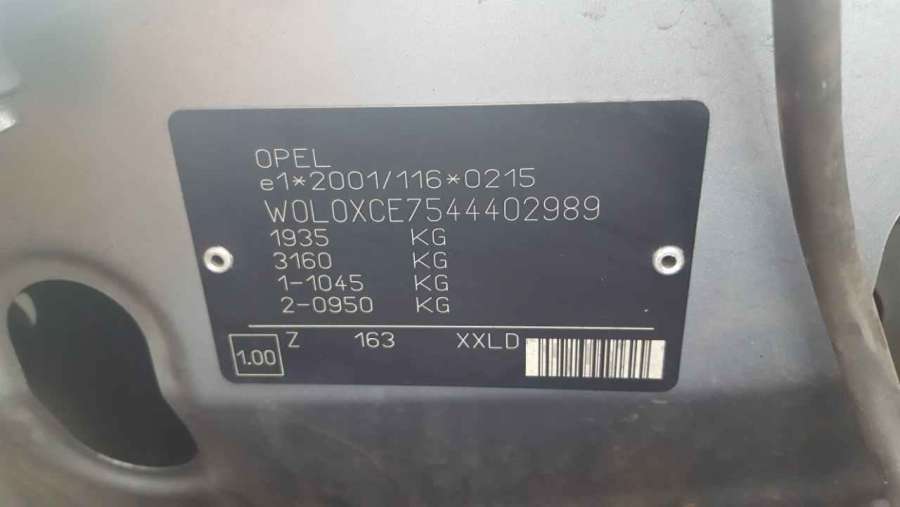 OPEL
e1*2001/116*0215
W0L0XCE7544402989
1935 KG
3160 KG
1-1045 KG
2-0950 KG
1.00 Z 163 XXLD